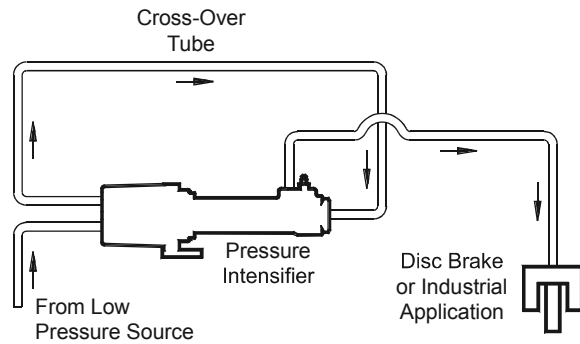 Cross-Over
Tube
Pressure
Intensifier
Disc Brake
or Industrial
Application
From Low
Pressure Source